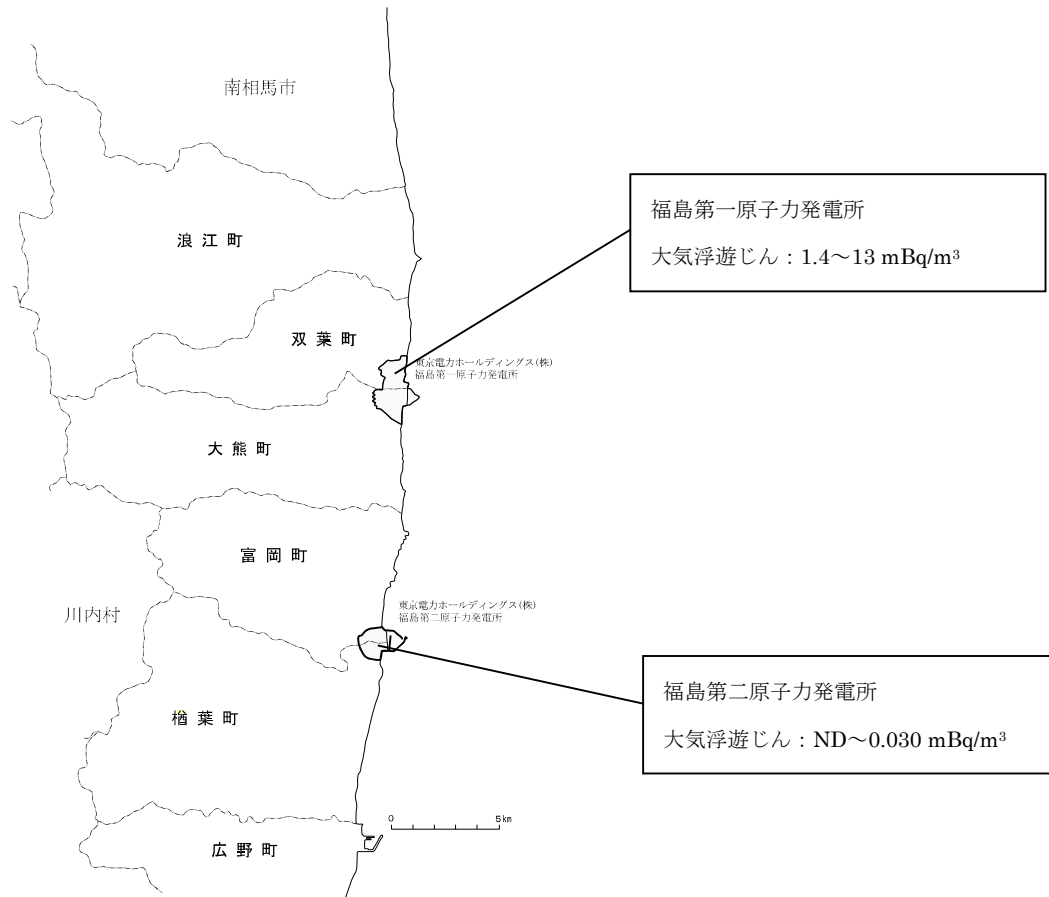 南相馬市
福島第一原子力発電所
大気浮遊じん：1.4～13 mBq/m³
浪江町
双葉町
東京電力ホールディングス(株)
福島第一原子力発電所
大熊町
富岡町
東京電力ホールディングス(株)
福島第二原子力発電所
川内村
福島第二原子力発電所
大気浮遊じん：ND～0.030 mBq/m³
楢葉町
0 5km
広野町